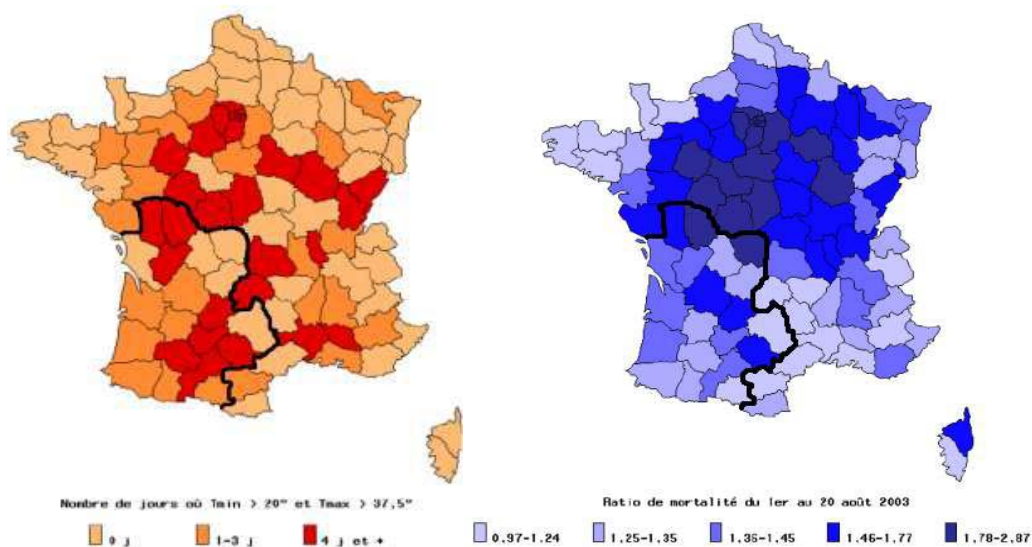 Nombre de jours où Tmin > 20° et Tmax > 37,5°
0 j 1-3 j 4 j et +
Ratio de mortalité du 1er au 20 août 2003
0.97-1.24 1.25-1.35 1.36-1.45 1.46-1.77 1.78-2.87